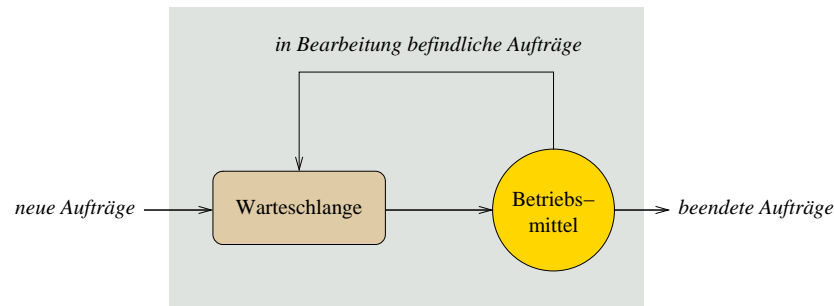 in Bearbeitung befindliche Aufträge
neue Aufträge
Warteschlange
Betriebs−
mittel
beendete Aufträge